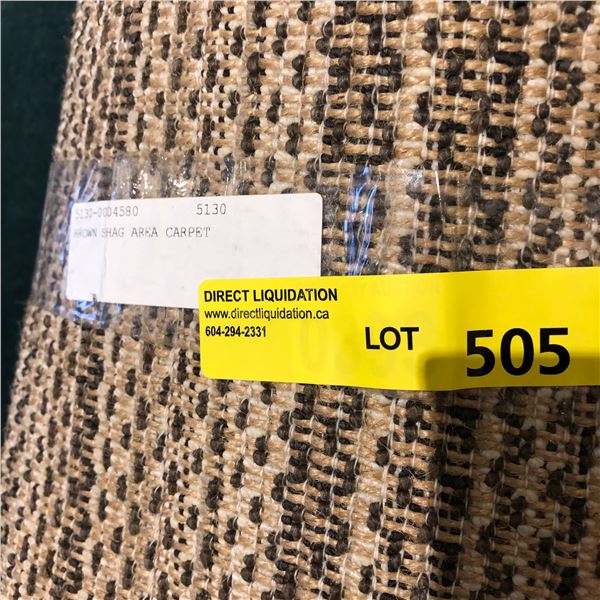 5130-0004580 5130
BROWN SHAG AREA CARPET
DIRECT LIQUIDATION
www.directliquidation.ca
604-294-2331
LOT 505